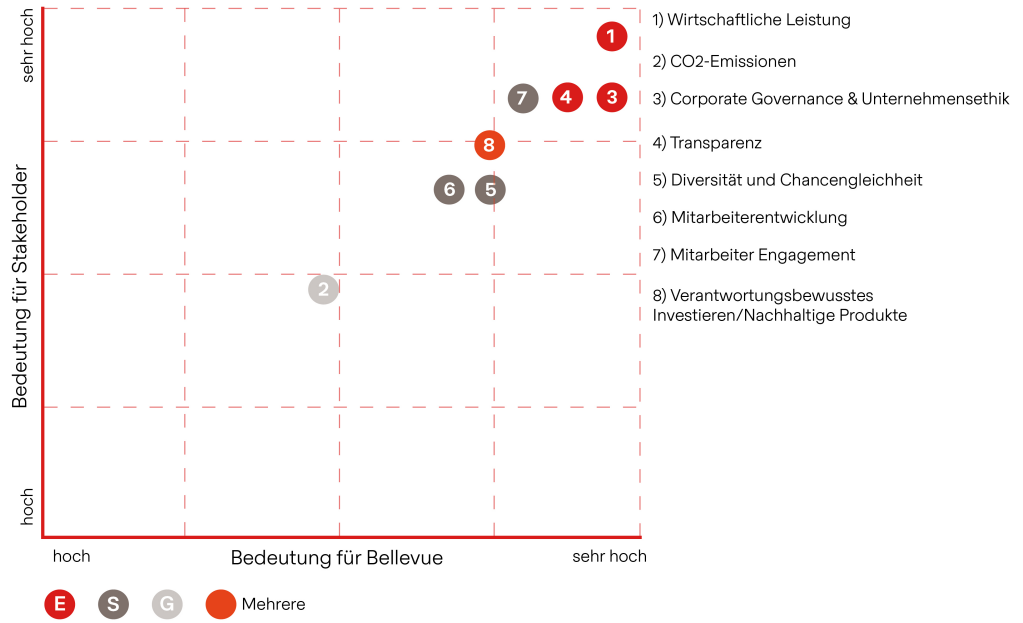 sehr hoch
Bedeutung für Stakeholder
hoch
1
7
4
3
8
6
5
2
hoch
Bedeutung für Bellevue
sehr hoch
E
S
G
Mehrere
1) Wirtschaftliche Leistung
2) CO2-Emissionen
3) Corporate Governance & Unternehmensethik
4) Transparenz
5) Diversität und Chancengleichheit
6) Mitarbeiterentwicklung
7) Mitarbeiter Engagement
8) Verantwortungsbewusstes
Investieren/Nachhaltige Produkte